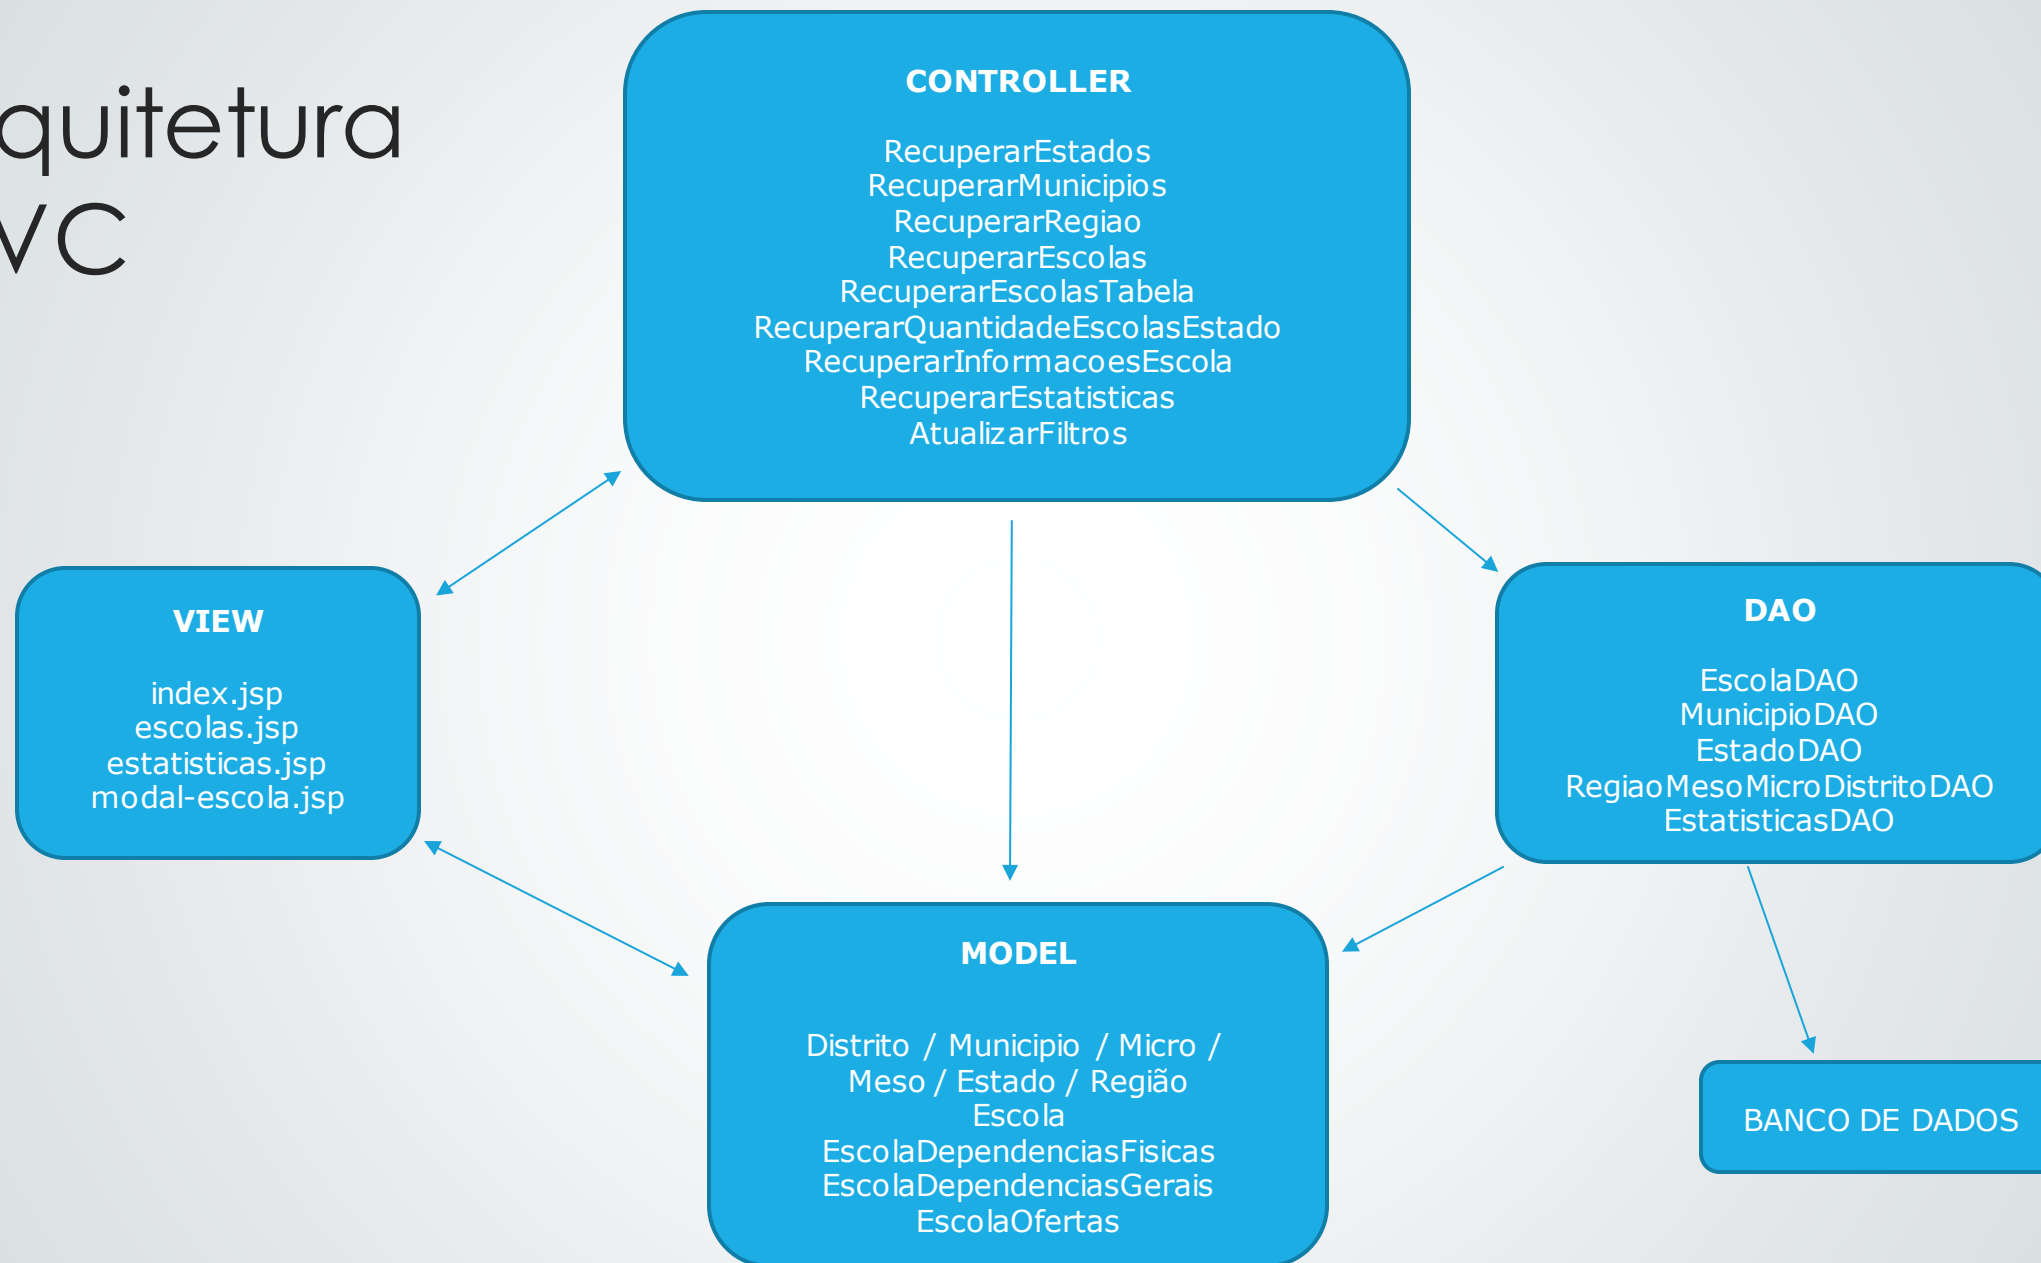 quitetura
VC
CONTROLLER
RecuperarEstados
RecuperarMunicipios
RecuperarRegiao
RecuperarEscolas
RecuperarEscolasTabela
RecuperarQuantidadeEscolasEstado
RecuperarInformacoesEscola
RecuperarEstatisticas
AtualizarFiltros
VIEW
index.jsp
escolas.jsp
estatisticas.jsp
modal-escola.jsp
DAO
EscolaDAO
MunicipioDAO
EstadoDAO
RegiaoMesoMicroDistritoDAO
EstatisticasDAO
MODEL
Distrito / Municipio / Micro /
Meso / Estado / Região
Escola
EscolaDependenciasFisicas
EscolaDependenciasGerais
EscolaOfertas
BANCO DE DADOS